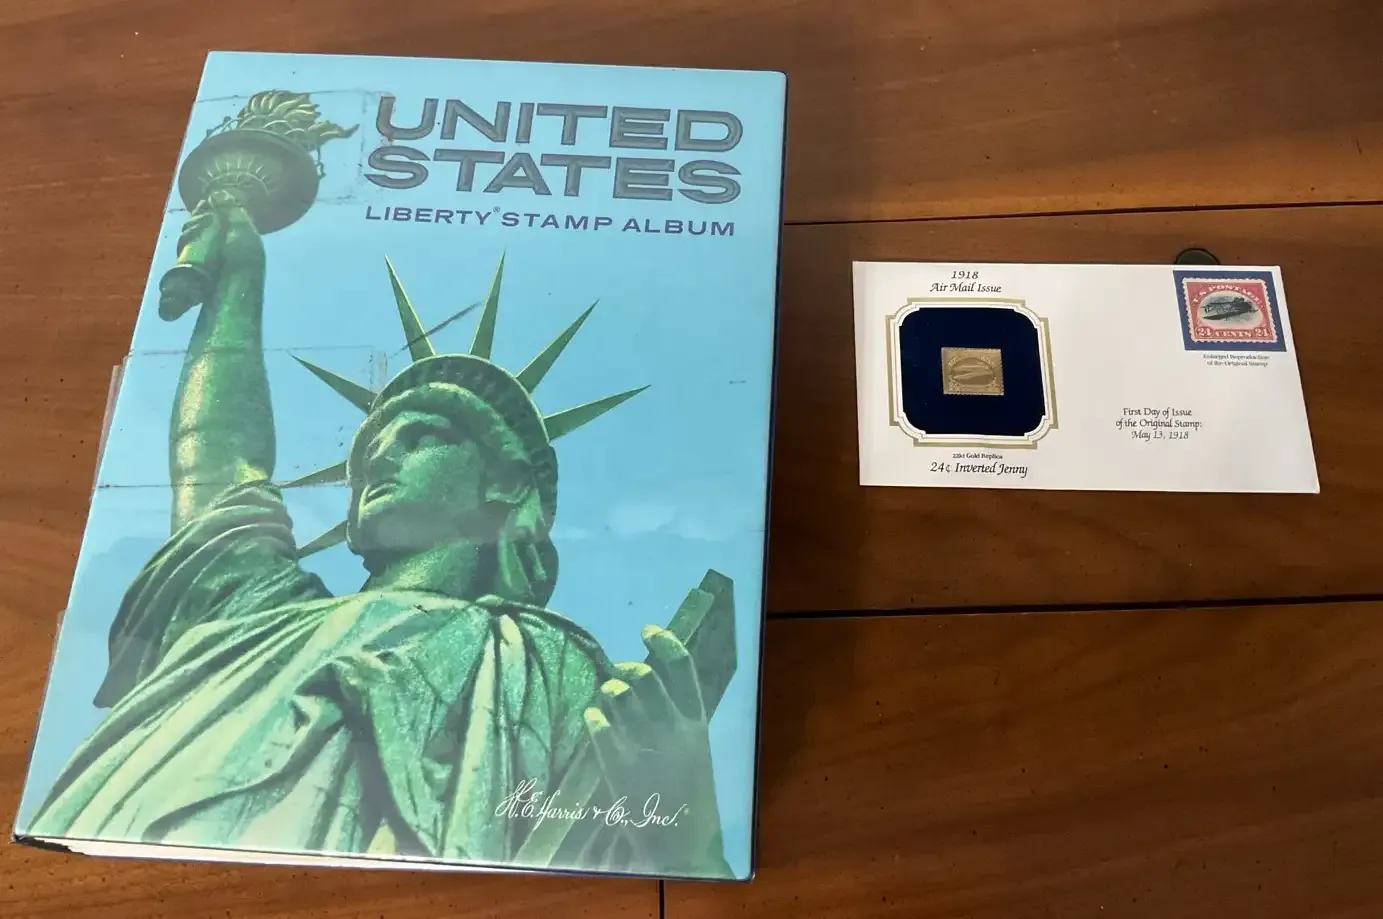 UNITED
STATES
LIBERTY® STAMP ALBUM
H.E. Harris & Co., Inc.®
1918
Air Mail Issue
22kt Gold Replica
24¢ Inverted Jenny
U.S. POSTAGE
24 CENTS 24
Enlarged Reproduction
of the Original Stamp
First Day of Issue
of the Original Stamp:
May 13, 1918